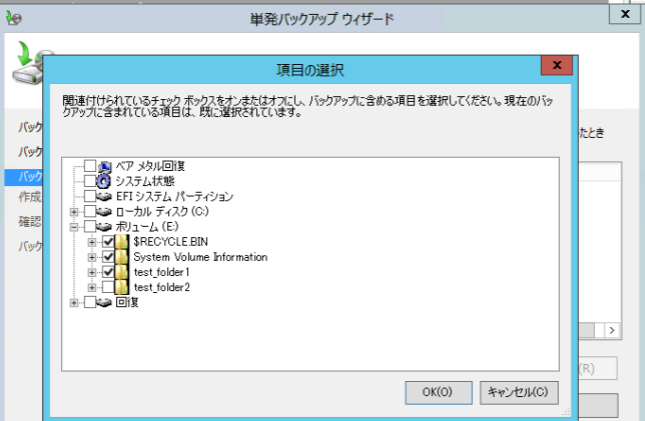 単発バックアップ ウィザード
x
項目の選択
x
関連付けられているチェック ボックスをオンまたはオフにし、バックアップに含める項目を選択してください。現在のバッ
クアップに含まれている項目は、既に選択されています。
バック
たとき
バック
バック
作成
確認
バック
ベア メタル回復
システム状態
EFI システム パーティション
ローカル ディスク (C:)
ボリューム (E:)
$RECYCLE.BIN
System Volume Information
test_folder1
test_folder2
回復
(R)
OK(O)
キャンセル(C)